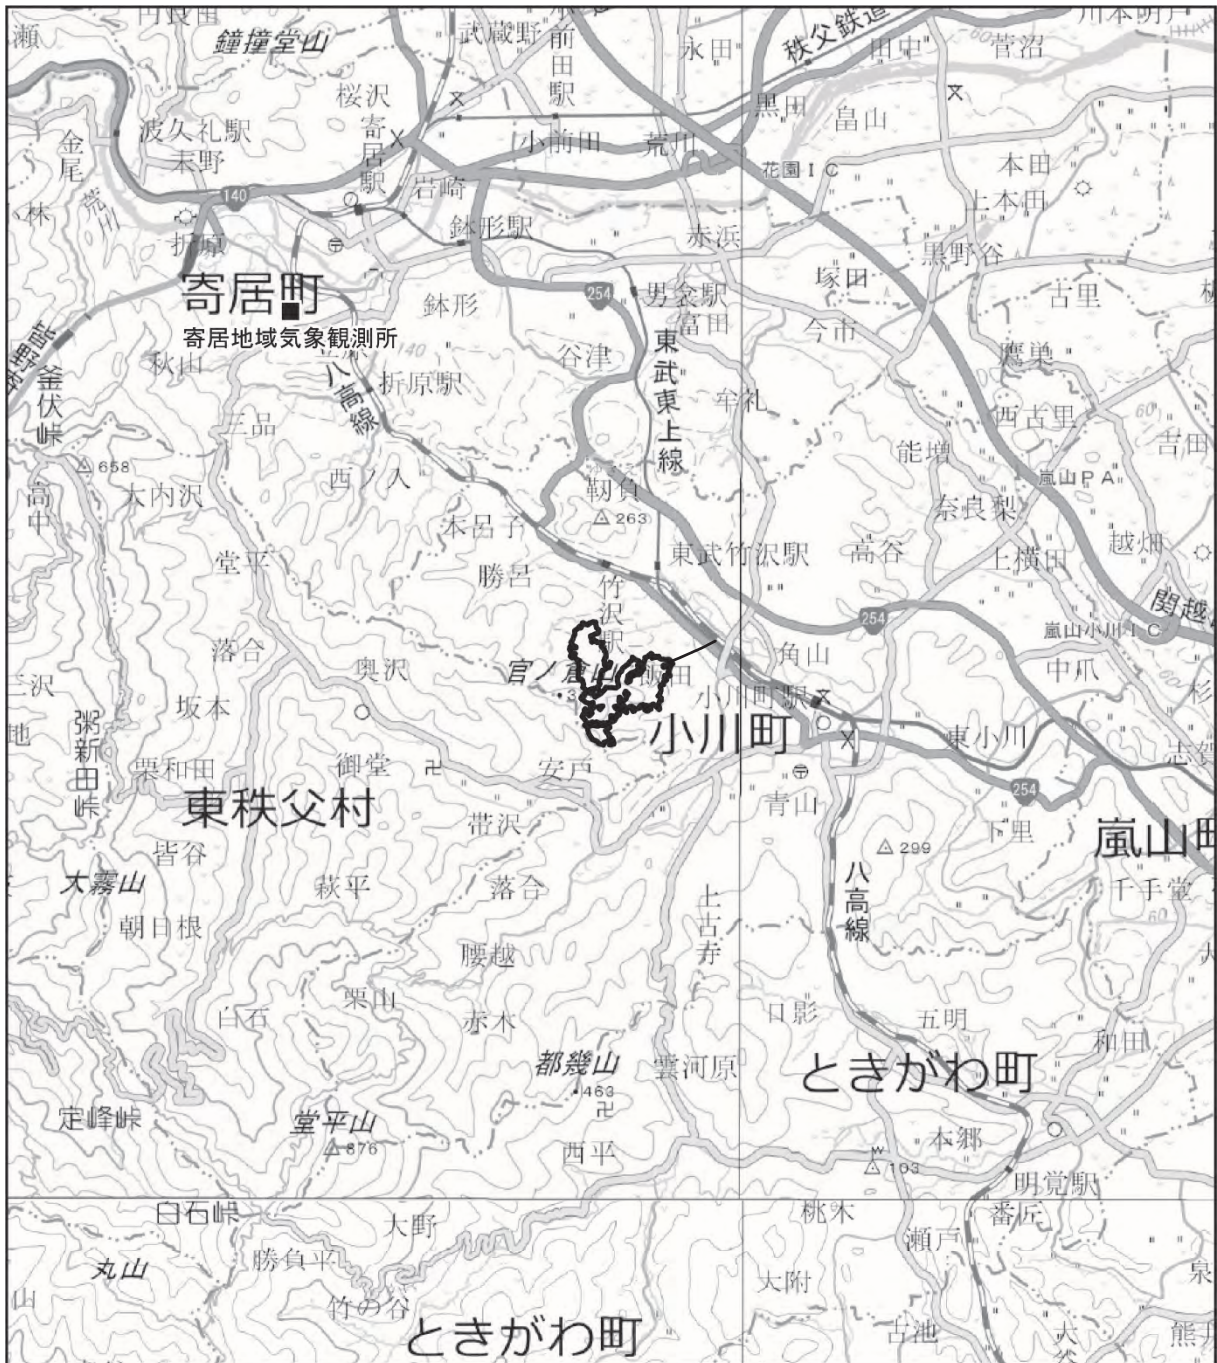 鐘撞堂山
武蔵野
小前田駅
永田
秩父鉄道
田中
菅沼
川本明戸
桜沢
寄居駅
波久礼駅
末野
金尾
荒川
小前田
荒川
黒田
畠山
花園IC
本田
上本田
140
岩崎
折原
鉢形駅
赤浜
黒野谷
塚田
古里
寄居町
寄居地域気象観測所
鉢形
254
男衾駅
富田
今市
鷹巣
140
秋山
釜伏峠
八高線
折原駅
谷津
東武東上線
牟礼
西古里
60
三品
能増
吉田
658
高中
大内沢
西ノ入
靭負
263
嵐山PA
奈良梨
木呂子
東武竹沢駅
高谷
上横田
越畑
堂平
勝呂
竹沢駅
254
関越
嵐山小川IC
落合
奥沢
官ノ倉山
飯田
角山
中爪
坂本
小川町駅
小川町
東小川
志賀
粥新田峠
栗和田
御堂
安戸
青山
254
東秩父村
帯沢
下里
皆谷
299
嵐山町
大霧山
萩平
落合
上古寺
八高線
千手堂
60
朝日根
腰越
白石
栗山
赤木
日影
五明
和田
都幾山
463
雲河原
ときがわ町
定峰峠
堂平山
876
西平
本郷
103
明覚駅
白石峠
大野
桃木
番匠
瀬戸
丸山
勝負平
大附
泉
竹の谷
ときがわ町
古池
熊井